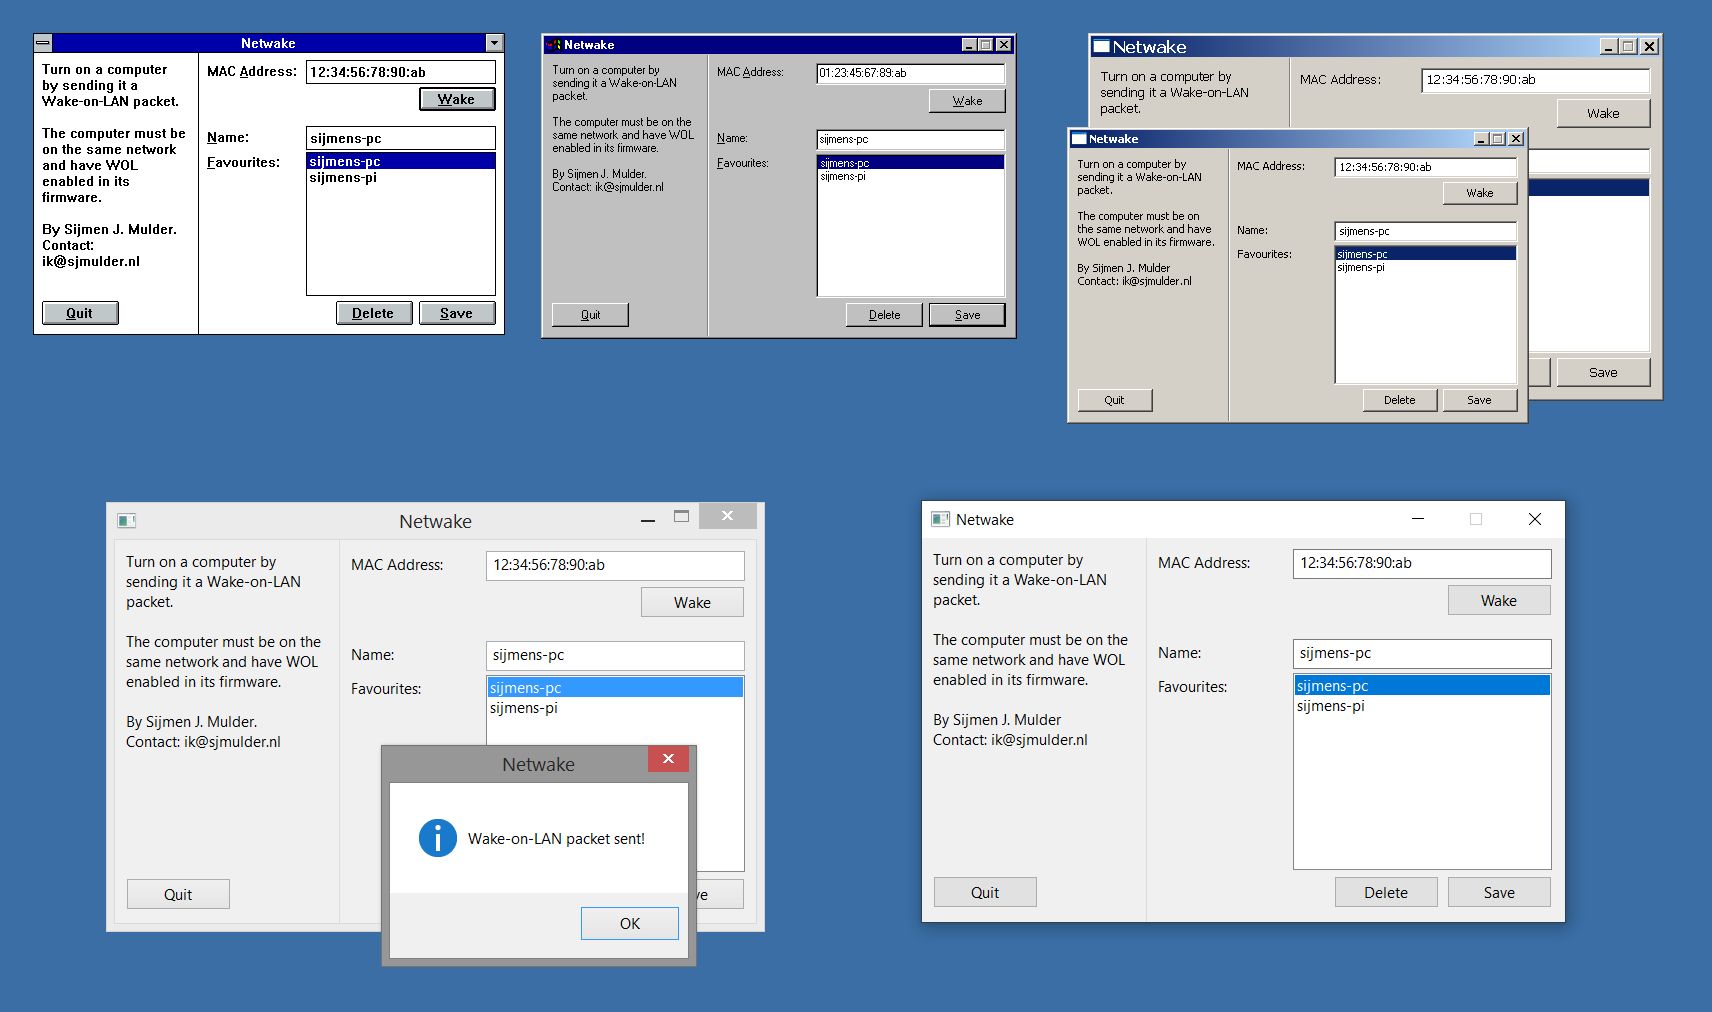 Netwake
Turn on a computer
by sending it a
Wake-on-LAN packet.
The computer must be
on the same network
and have WOL
enabled in its
firmware.
By Sijmen J. Mulder.
Contact:
ik@sjmulder.nl
Quit
MAC Address: 12:34:56:78:90:ab
Wake
Name: sijmens-pc
Favourites: sijmens-pc
sijmens-pi
Delete Save
Netwake
Turn on a computer by
sending it a Wake-on-LAN
packet.
The computer must be on the
same network and have WOL
enabled in its firmware.
By Sijmen J. Mulder.
Contact: ik@sjmulder.nl
Quit
MAC Address: 01:23:45:67:89:ab
Wake
Name: sijmens-pc
Favourites: sijmens-pc
sijmens-pi
Delete Save
Netwake
Turn on a computer by
sending it a Wake-on-LAN
packet.
MAC Address: 12:34:56:78:90:ab
Wake
Save
Netwake
Turn on a computer by
sending it a Wake-on-LAN
packet.
The computer must be on
the same network and have
WOL enabled in its firmware.
By Sijmen J. Mulder
Contact: ik@sjmulder.nl
Quit
MAC Address: 12:34:56:78:90:ab
Wake
Name: sijmens-pc
Favourites: sijmens-pc
sijmens-pi
Delete Save
Netwake
Turn on a computer by
sending it a Wake-on-LAN
packet.
The computer must be on the
same network and have WOL
enabled in its firmware.
By Sijmen J. Mulder.
Contact: ik@sjmulder.nl
Quit
MAC Address: 12:34:56:78:90:ab
Wake
Name: sijmens-pc
Favourites: sijmens-pc
sijmens-pi
ve
Netwake
Wake-on-LAN packet sent!
OK
Netwake
Turn on a computer by
sending it a Wake-on-LAN
packet.
The computer must be on the
same network and have WOL
enabled in its firmware.
By Sijmen J. Mulder
Contact: ik@sjmulder.nl
Quit
MAC Address: 12:34:56:78:90:ab
Wake
Name: sijmens-pc
Favourites: sijmens-pc
sijmens-pi
Delete Save